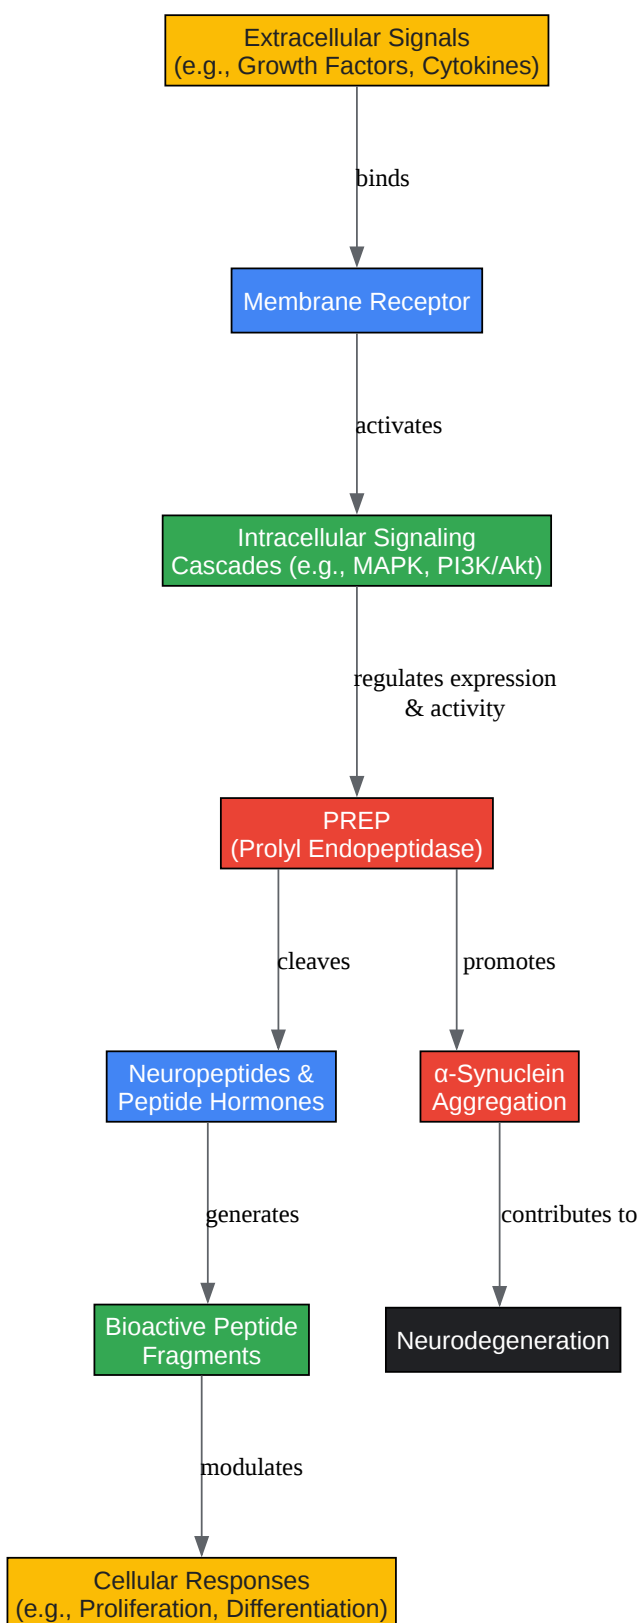 Extracellular Signals
(e.g., Growth Factors, Cytokines)
binds
Membrane Receptor
activates
Intracellular Signaling
Cascades (e.g., MAPK, PI3K/Akt)
regulates expression
& activity
PREP
(Prolyl Endopeptidase)
cleaves
promotes
Neuropeptides &
Peptide Hormones
α-Synuclein
Aggregation
generates
contributes to
Bioactive Peptide
Fragments
Neurodegeneration
modulates
Cellular Responses
(e.g., Proliferation, Differentiation)